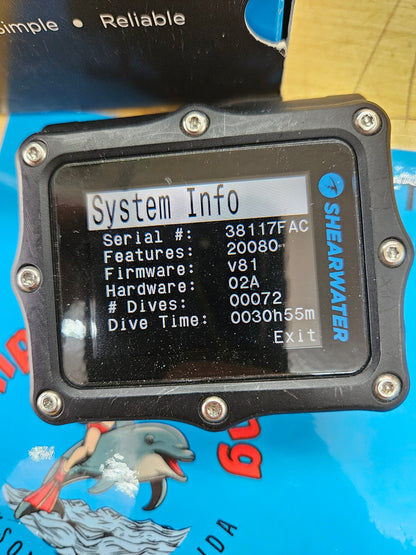 Simple • Reliable
System Info
Serial #: 38117FAC
Features: 20080
Firmware: v81
Hardware: 02A
# Dives: 00072
Dive Time: 0030h55m
Exit
SHEARWATER